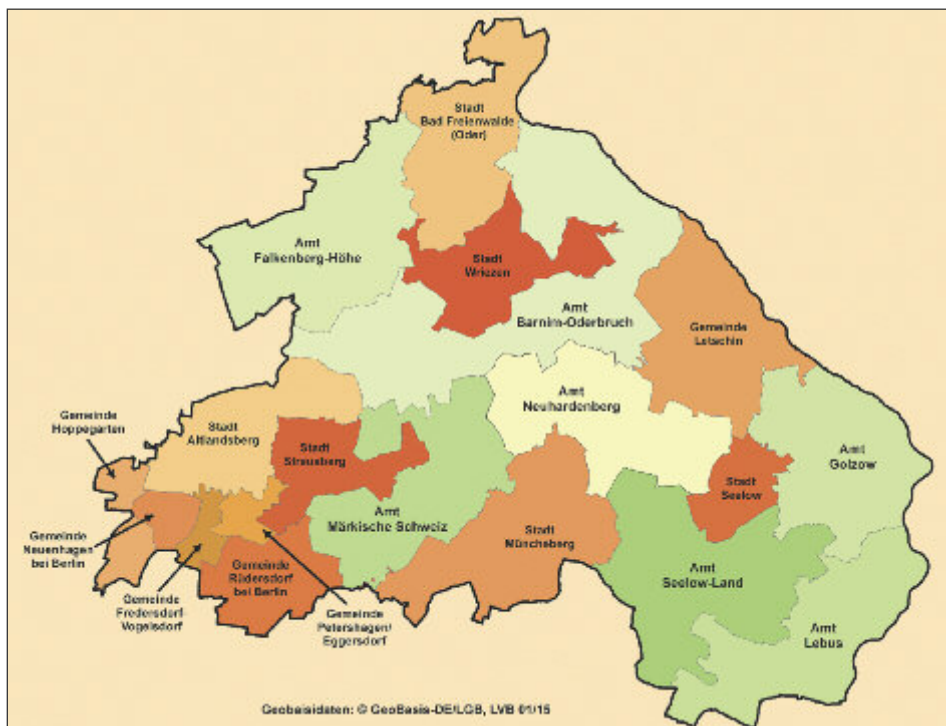 Stadt
Bad Freienwalde
(Oder)
Amt
Falkenberg-Höhe
Stadt
Wriezen
Amt
Barnim-Oderbruch
Gemeinde
Letschin
Amt
Neuhardenberg
Gemeinde
Hoppegarten
Stadt
Altlandsberg
Stadt
Strausberg
Amt
Golzow
Stadt
Seelow
Amt
Märkische Schweiz
Stadt
Müncheberg
Gemeinde
Neuenhagen
bei Berlin
Gemeinde
Rüdersdorf
bei Berlin
Amt
Seelow-Land
Gemeinde
Fredersdorf-
Vogelsdorf
Gemeinde
Petershagen/
Eggersdorf
Amt
Lebus
Geobasisdaten: © GeoBasis-DE/LGB, LVB 01/15